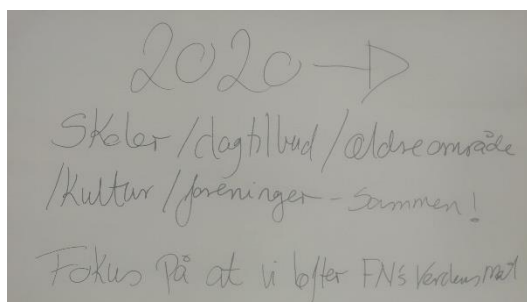 2020 →
Skoler/dagtilbud/ældreområde
/Kultur/foreninger - Sammen!
Fokus på at vi løfter FN's Verdensmål